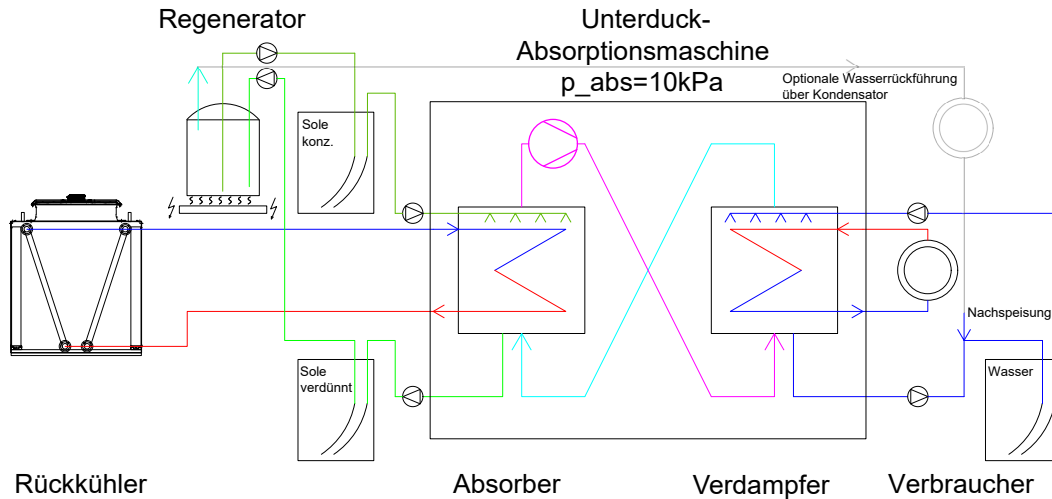 Regenerator
Unterduck-
Absorptionsmaschine
p_abs=10kPa
Optionale Wasserrückführung
über Kondensator
Sole
konz.
Nachspeisung
Sole
verdünnt
Wasser
Rückkühler
Absorber
Verdampfer
Verbraucher